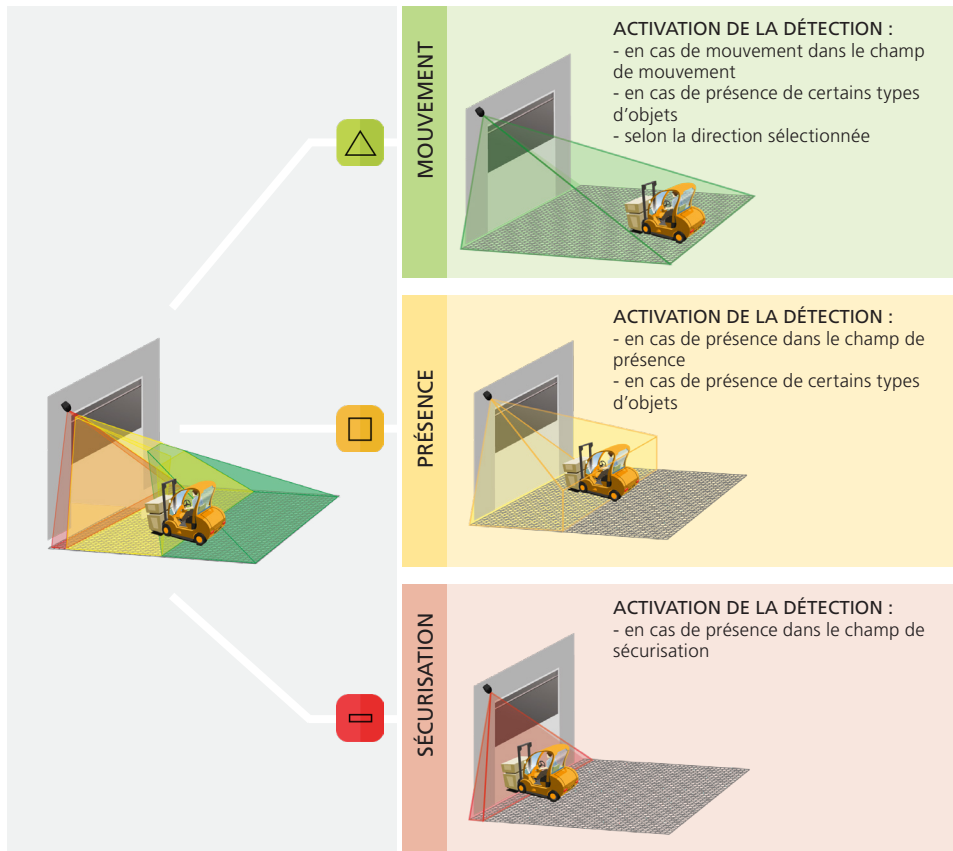 MOUVEMENT
ACTIVATION DE LA DÉTECTION :
- en cas de mouvement dans le champ
de mouvement
- en cas de présence de certains types
d’objets
- selon la direction sélectionnée
PRÉSENCE
ACTIVATION DE LA DÉTECTION :
- en cas de présence dans le champ de
présence
- en cas de présence de certains types
d’objets
SÉCURISATION
ACTIVATION DE LA DÉTECTION :
- en cas de présence dans le champ de
sécurisation